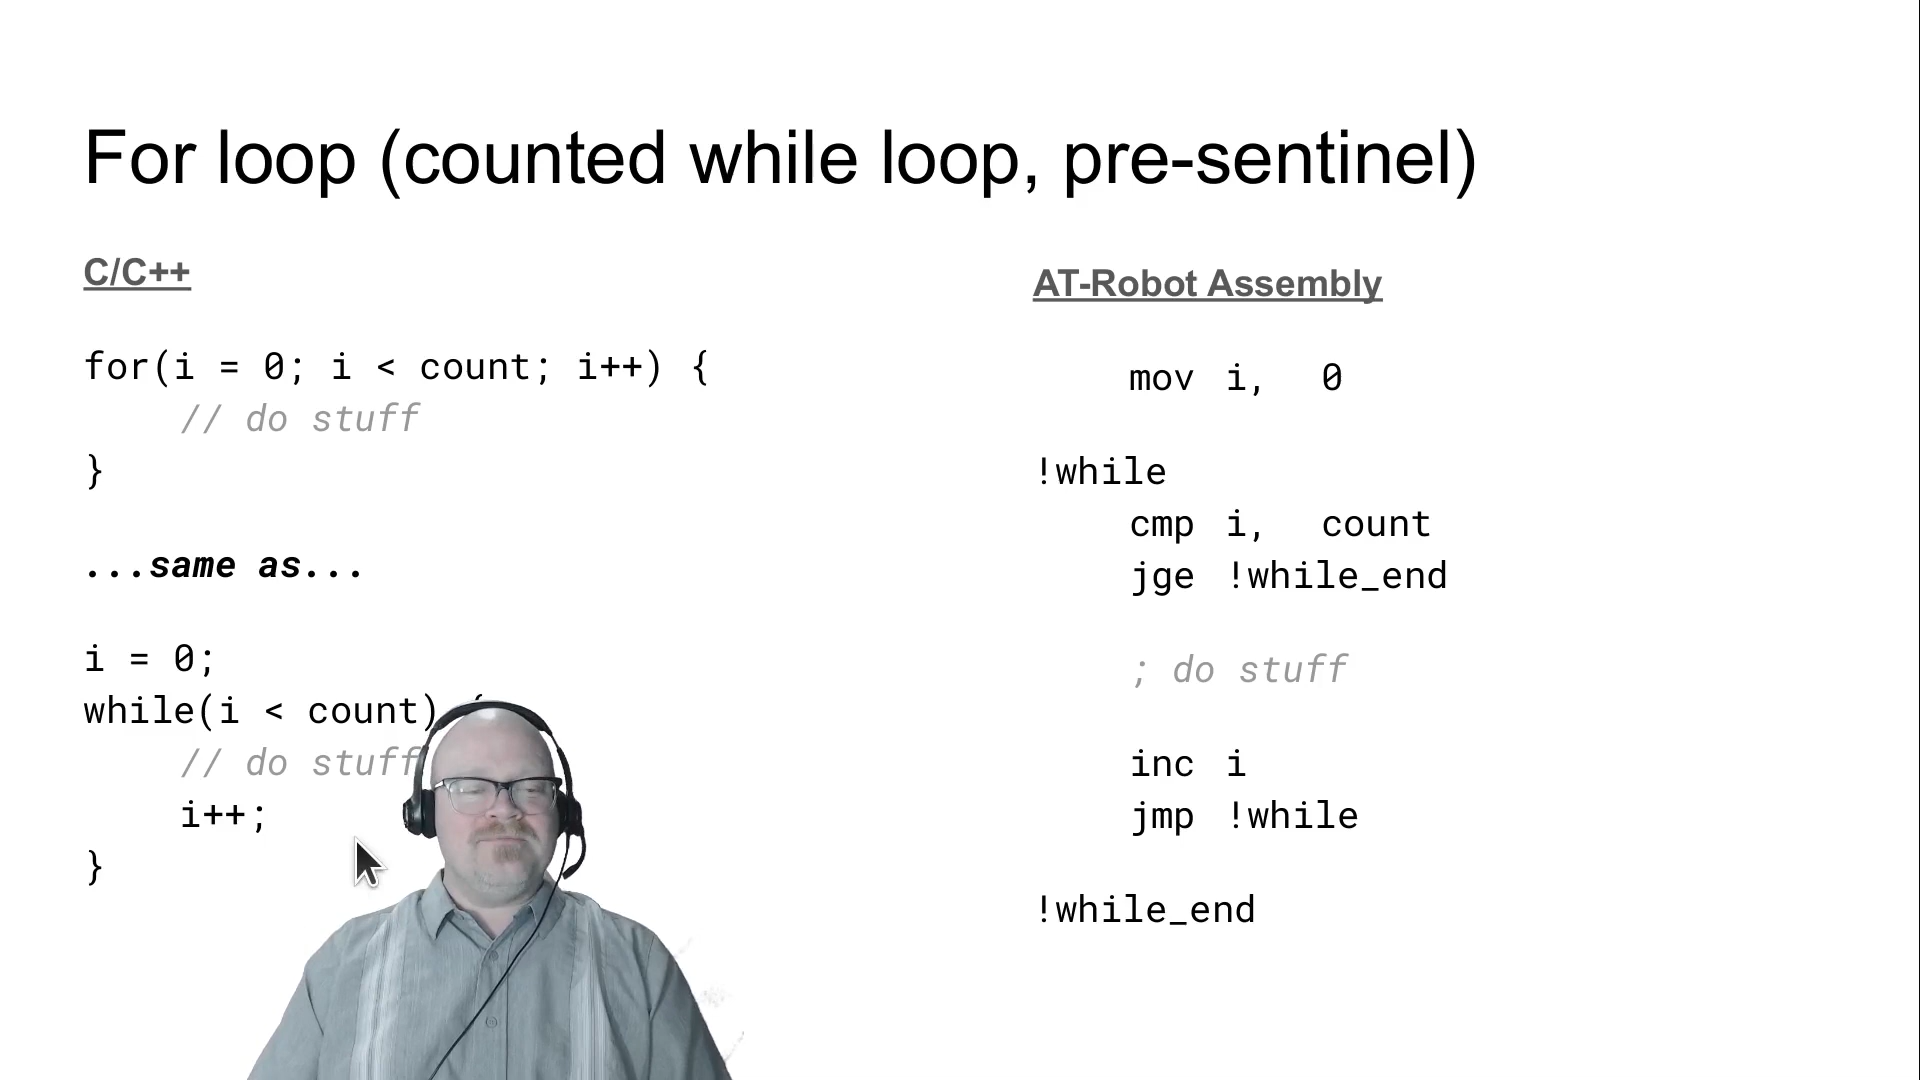 For loop (counted while loop, pre-sentinel)
C/C++
for(i = 0; i < count; i++) {
// do stuff
}
...same as...
i = 0;
while(i < count) {
// do stuff
i++;
}
AT-Robot Assembly
mov i, 0
!while
cmp i, count
jge !while_end
; do stuff
inc i
jmp !while
!while_end